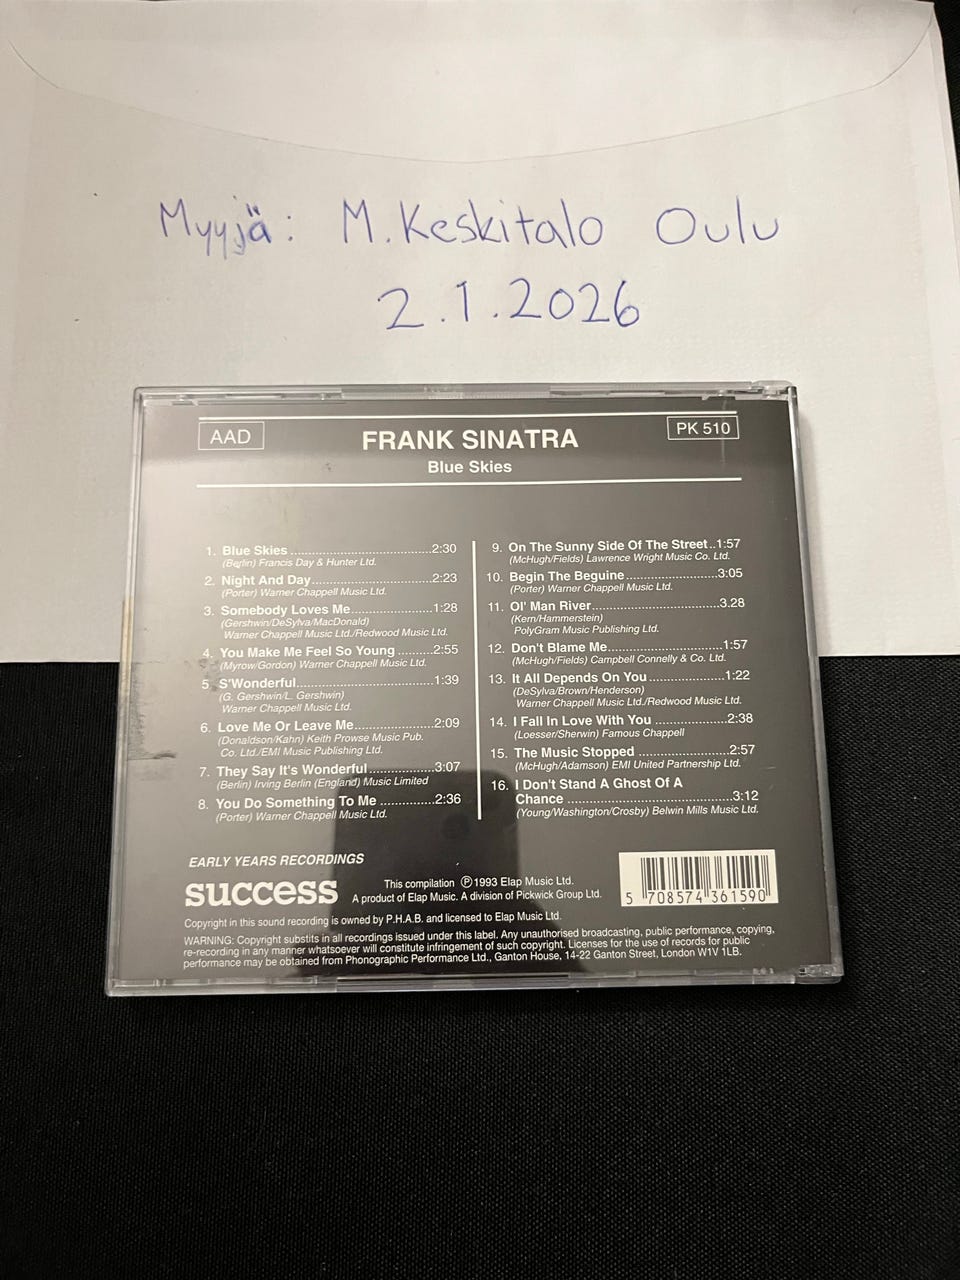 Myyjä: M.Keskitalo Oulu
2.1.2026
AAD
FRANK SINATRA
PK 510
Blue Skies
1. Blue Skies..........................................2:30
(Berlin) Francis Day & Hunter Ltd.
2. Night And Day....................................2:23
(Porter) Warner Chappell Music Ltd.
3. Somebody Loves Me........................1:28
(Gershwin/DeSylva/MacDonald)
Warner Chappell Music Ltd./Redwood Music Ltd.
4. You Make Me Feel So Young ..........2:55
(Myrow/Gordon) Warner Chappell Music Ltd.
5. S'Wonderful........................................1:39
(G. Gershwin/L. Gershwin)
Warner Chappell Music Ltd.
6. Love Me Or Leave Me.......................2:09
(Donaldson/Kahn) Keith Prowse Music Pub.
Co. Ltd./EMI Music Publishing Ltd.
7. They Say It's Wonderful...................3:07
(Berlin) Irving Berlin (England) Music Limited
8. You Do Something To Me ...............2:36
(Porter) Warner Chappell Music Ltd.
9. On The Sunny Side Of The Street..1:57
(McHugh/Fields) Lawrence Wright Music Co. Ltd.
10. Begin The Beguine..........................3:05
(Porter) Warner Chappell Music Ltd.
11. Ol' Man River....................................3.28
(Kern/Hammerstein)
PolyGram Music Publishing Ltd.
12. Don't Blame Me.................................1:57
(McHugh/Fields) Campbell Connelly & Co. Ltd.
13. It All Depends On You.....................1:22
(DeSylva/Brown/Henderson)
Warner Chappell Music Ltd./Redwood Music Ltd.
14. I Fall In Love With You ....................2:38
(Loesser/Sherwin) Famous Chappell
15. The Music Stopped .........................2:57
(McHugh/Adamson) EMI United Partnership Ltd.
16. I Don't Stand A Ghost Of A
Chance ..............................................3:12
(Young/Washington/Crosby) Belwin Mills Music Ltd.
EARLY YEARS RECORDINGS
success
This compilation Ⓟ1993 Elap Music Ltd.
A product of Elap Music. A division of Pickwick Group Ltd.
5 708574 361590
Copyright in this sound recording is owned by P.H.A.B. and licensed to Elap Music Ltd.
WARNING: Copyright substits in all recordings issued under this label. Any unauthorised broadcasting, public performance, copying,
re-recording in any manner whatsoever will constitute infringement of such copyright. Licenses for the use of records for public
performance may be obtained from Phonographic Performance Ltd., Ganton House, 14-22 Ganton Street, London W1V 1LB.